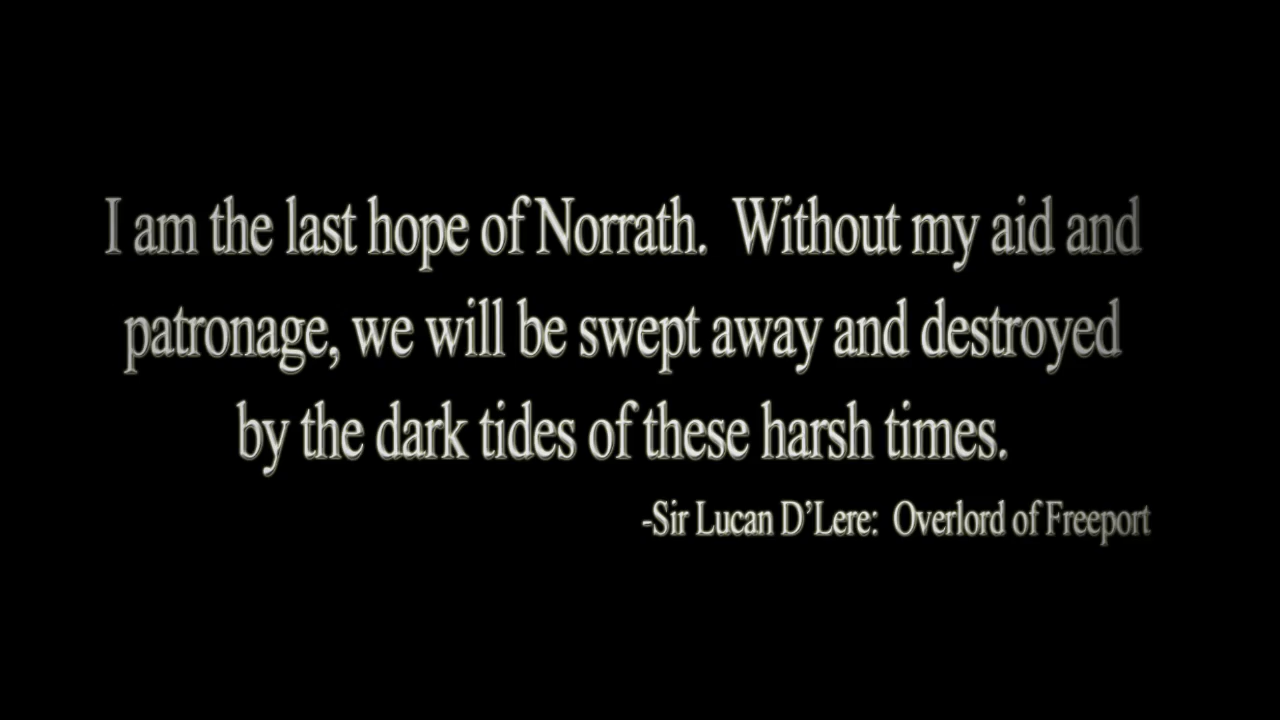 I am the last hope of Norrath.  Without my aid and
patronage, we will be swept away and destroyed
by the dark tides of these harsh times.
-Sir Lucan D’Lere:  Overlord of Freeport